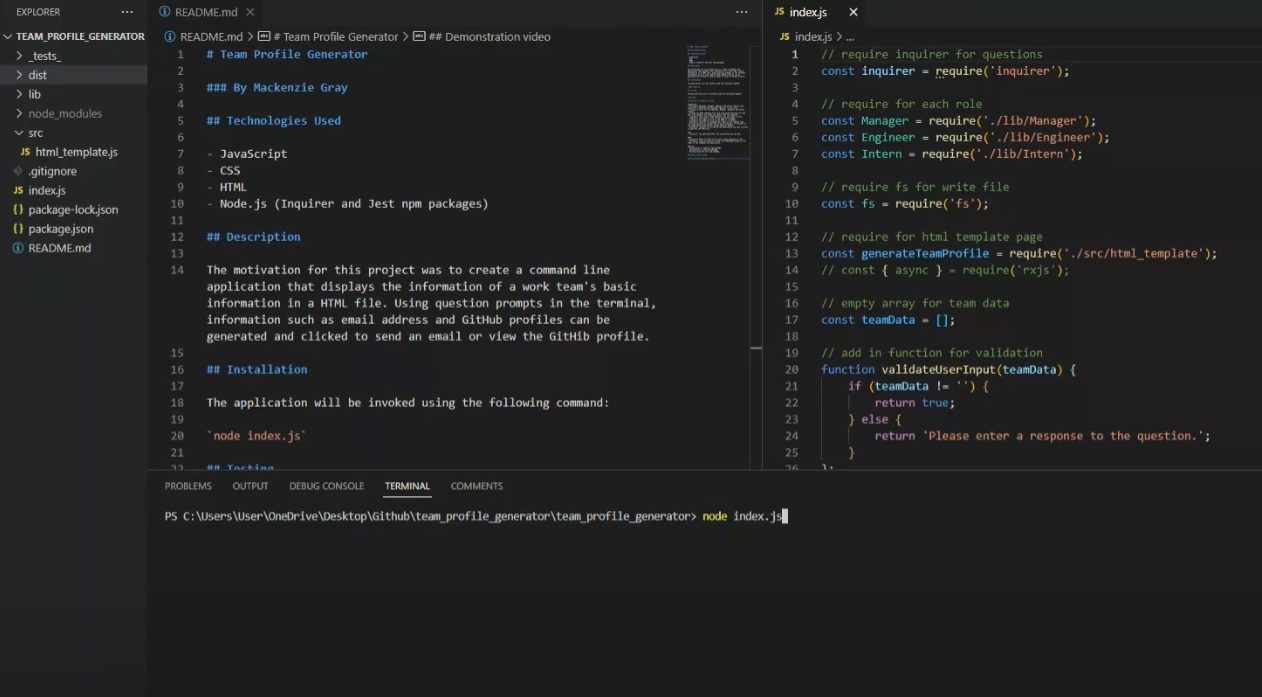 EXPLORER ...
TEAM_PROFILE_GENERATOR
_tests_
dist
lib
node_modules
src
JS html_template.js
.gitignore
JS index.js
{} package-lock.json
{} package.json
README.md
README.md × ...
README.md > # Team Profile Generator > ## Demonstration video
1 # Team Profile Generator
2
3 ### By Mackenzie Gray
4
5 ## Technologies Used
6
7 - JavaScript
8 - CSS
9 - HTML
10 - Node.js (Inquirer and Jest npm packages)
11
12 ## Description
13
14 The motivation for this project was to create a command line
application that displays the information of a work team's basic
information in a HTML file. Using question prompts in the terminal,
information such as email address and GitHub profiles can be
generated and clicked to send an email or view the GitHib profile.
15
16 ## Installation
17
18 The application will be invoked using the following command:
19
20 `node index.js`
21
22 ## Testing
JS index.js ×
JS index.js > ...
1 // require inquirer for questions
2 const inquirer = require('inquirer');
3
4 // require for each role
5 const Manager = require('./lib/Manager');
6 const Engineer = require('./lib/Engineer');
7 const Intern = require('./lib/Intern');
8
9 // require fs for write file
10 const fs = require('fs');
11
12 // require for html template page
13 const generateTeamProfile = require('./src/html_template');
14 // const { async } = require('rxjs');
15
16 // empty array for team data
17 const teamData = [];
18
19 // add in function for validation
20 function validateUserInput(teamData) {
21 if (teamData != '') {
22 return true;
23 } else {
24 return 'Please enter a response to the question.';
25 }
26 };
PROBLEMS OUTPUT DEBUG CONSOLE TERMINAL COMMENTS
PS C:\Users\User\OneDrive\Desktop\Github\team_profile_generator\team_profile_generator> node index.js